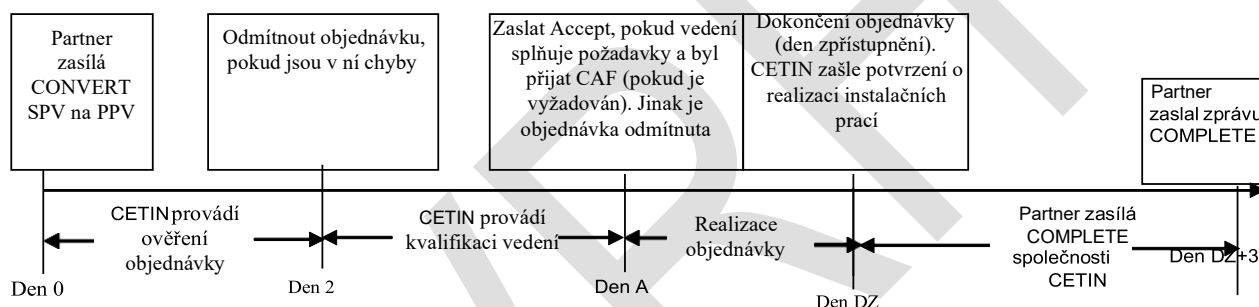 Partner
zasílá
CONVERT
SPV na PPV
Odmítnout objednávku,
pokud jsou v ní chyby
Zaslat Accept, pokud vedení
splňuje požadavky a byl
přijat CAF (pokud je
vyžadován). Jinak je
objednávka odmítnuta
Dokončení objednávky
(den zpřístupnění).
CETIN zašle potvrzení o
realizaci instalačních
prací
Partner
zaslal zprávu
COMPLETE
CETIN provádí
ověření
objednávky
CETIN provádí
kvalifikaci vedení
Realizace
objednávky
Partner zasílá
COMPLETE
společnosti
CETIN
Den 0
Den 2
Den A
Den DZ
Den DZ+3